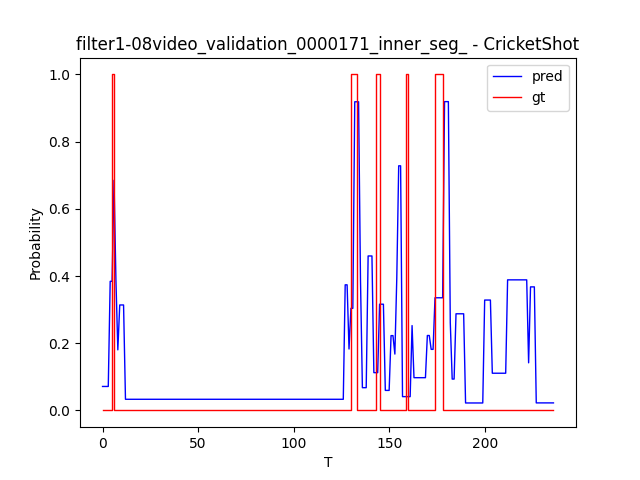 filter1-08video_validation_0000171_inner_seg_ - CricketShot
pred
gt
1.0
0.8
0.6
0.4
0.2
0.0
Probability
0
50
100
150
200
T